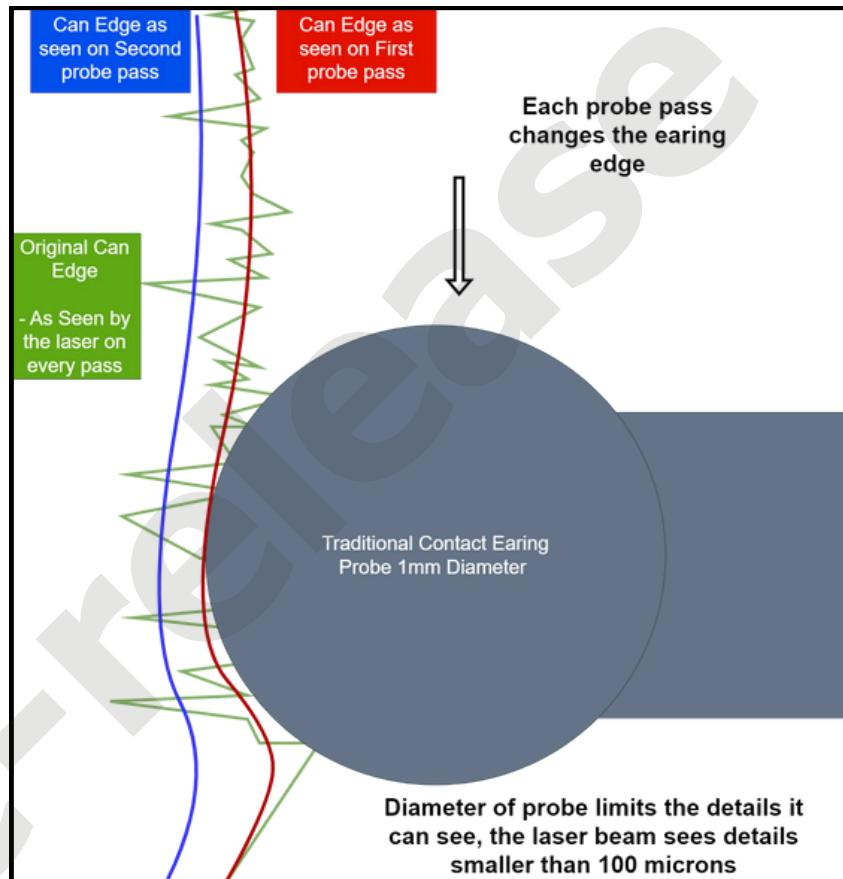 Can Edge as
seen on Second
probe pass
Can Edge as
seen on First
probe pass
Each probe pass
changes the earing
edge
Original Can
Edge
- As Seen by
the laser on
every pass
Traditional Contact Earing
Probe 1mm Diameter
Diameter of probe limits the details it
can see, the laser beam sees details
smaller than 100 microns
-release